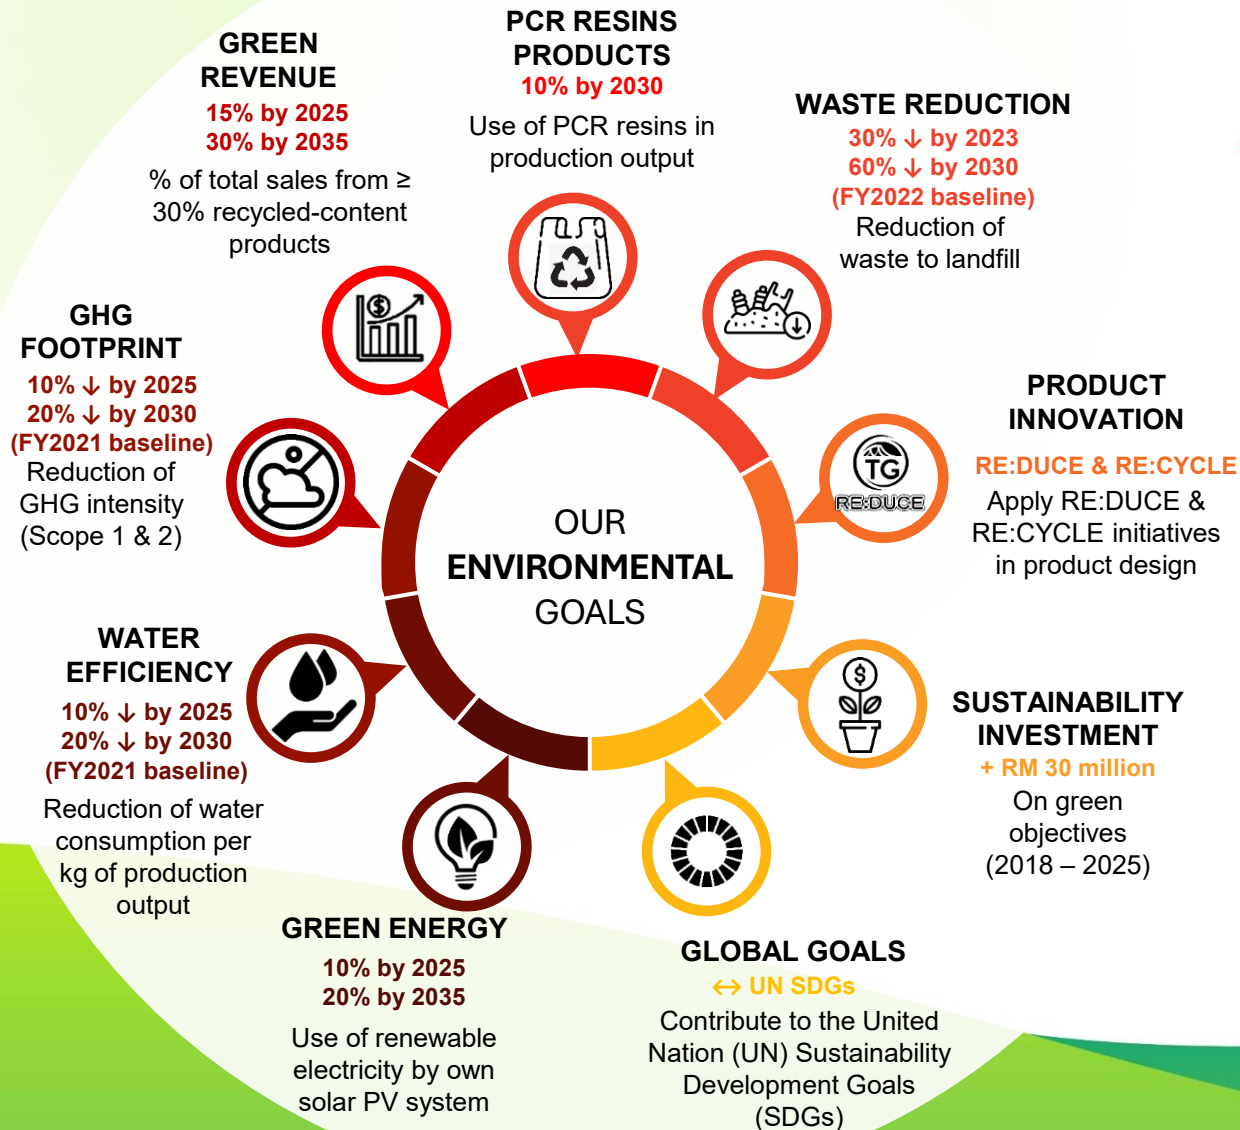 PCR RESINS
PRODUCTS
10% by 2030
Use of PCR resins in
production output
GREEN
REVENUE
15% by 2025
30% by 2035
% of total sales from ≥
30% recycled-content
products
WASTE REDUCTION
30% ↓ by 2023
60% ↓ by 2030
(FY2022 baseline)
Reduction of
waste to landfill
GHG
FOOTPRINT
10% ↓ by 2025
20% ↓ by 2030
(FY2021 baseline)
Reduction of
GHG intensity
(Scope 1 & 2)
PRODUCT
INNOVATION
RE:DUCE & RE:CYCLE
Apply RE:DUCE &
RE:CYCLE initiatives
in product design
TG
RE:DUCE
OUR
ENVIRONMENTAL
GOALS
WATER
EFFICIENCY
10% ↓ by 2025
20% ↓ by 2030
(FY2021 baseline)
Reduction of water
consumption per
kg of production
output
SUSTAINABILITY
INVESTMENT
+ RM 30 million
On green
objectives
(2018 – 2025)
GREEN ENERGY
10% by 2025
20% by 2035
Use of renewable
electricity by own
solar PV system
GLOBAL GOALS
↔ UN SDGs
Contribute to the United
Nation (UN) Sustainability
Development Goals
(SDGs)